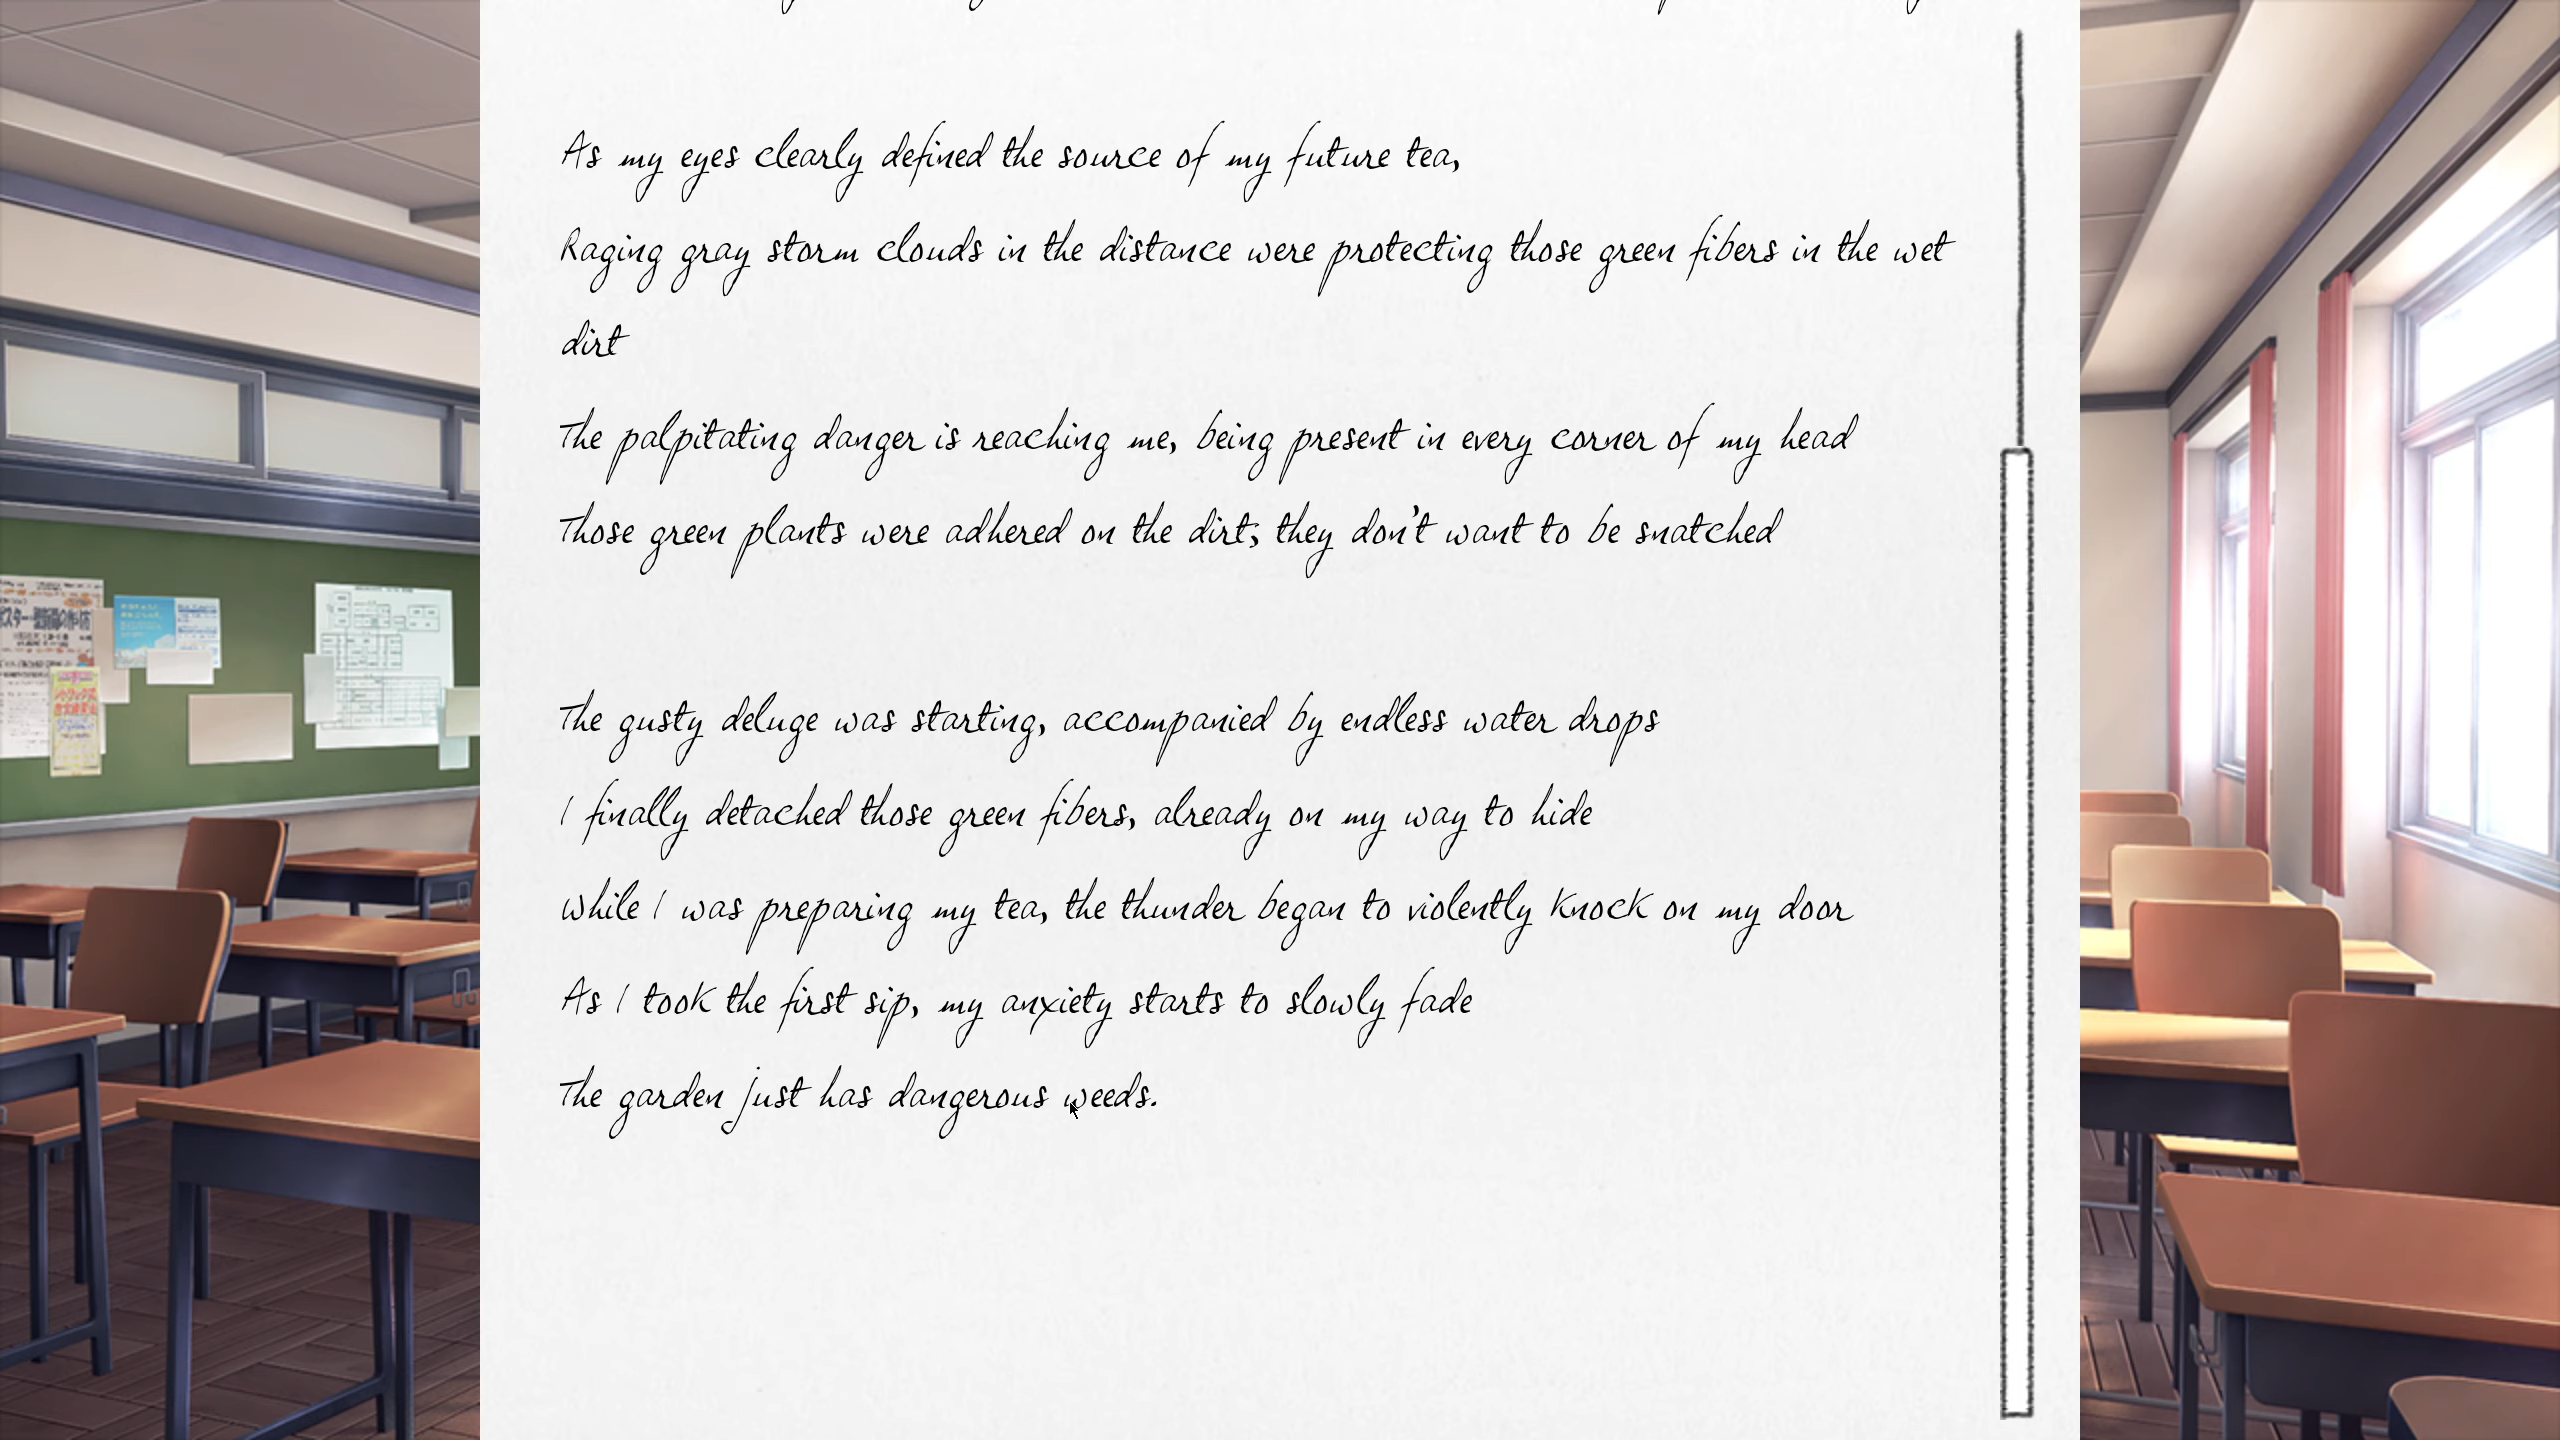 As my eyes clearly defined the source of my future tea,
Raging gray storm clouds in the distance were protecting those green fibers in the wet
dirt
The palpitating danger is reaching me, being present in every corner of my head
Those green plants were adhered on the dirt; they don't want to be snatched
The gusty deluge was starting, accompanied by endless water drops
I finally detached those green fibers, already on my way to hide
While I was preparing my tea, the thunder began to violently knock on my door
As I took the first sip, my anxiety starts to slowly fade
The garden just has dangerous weeds.